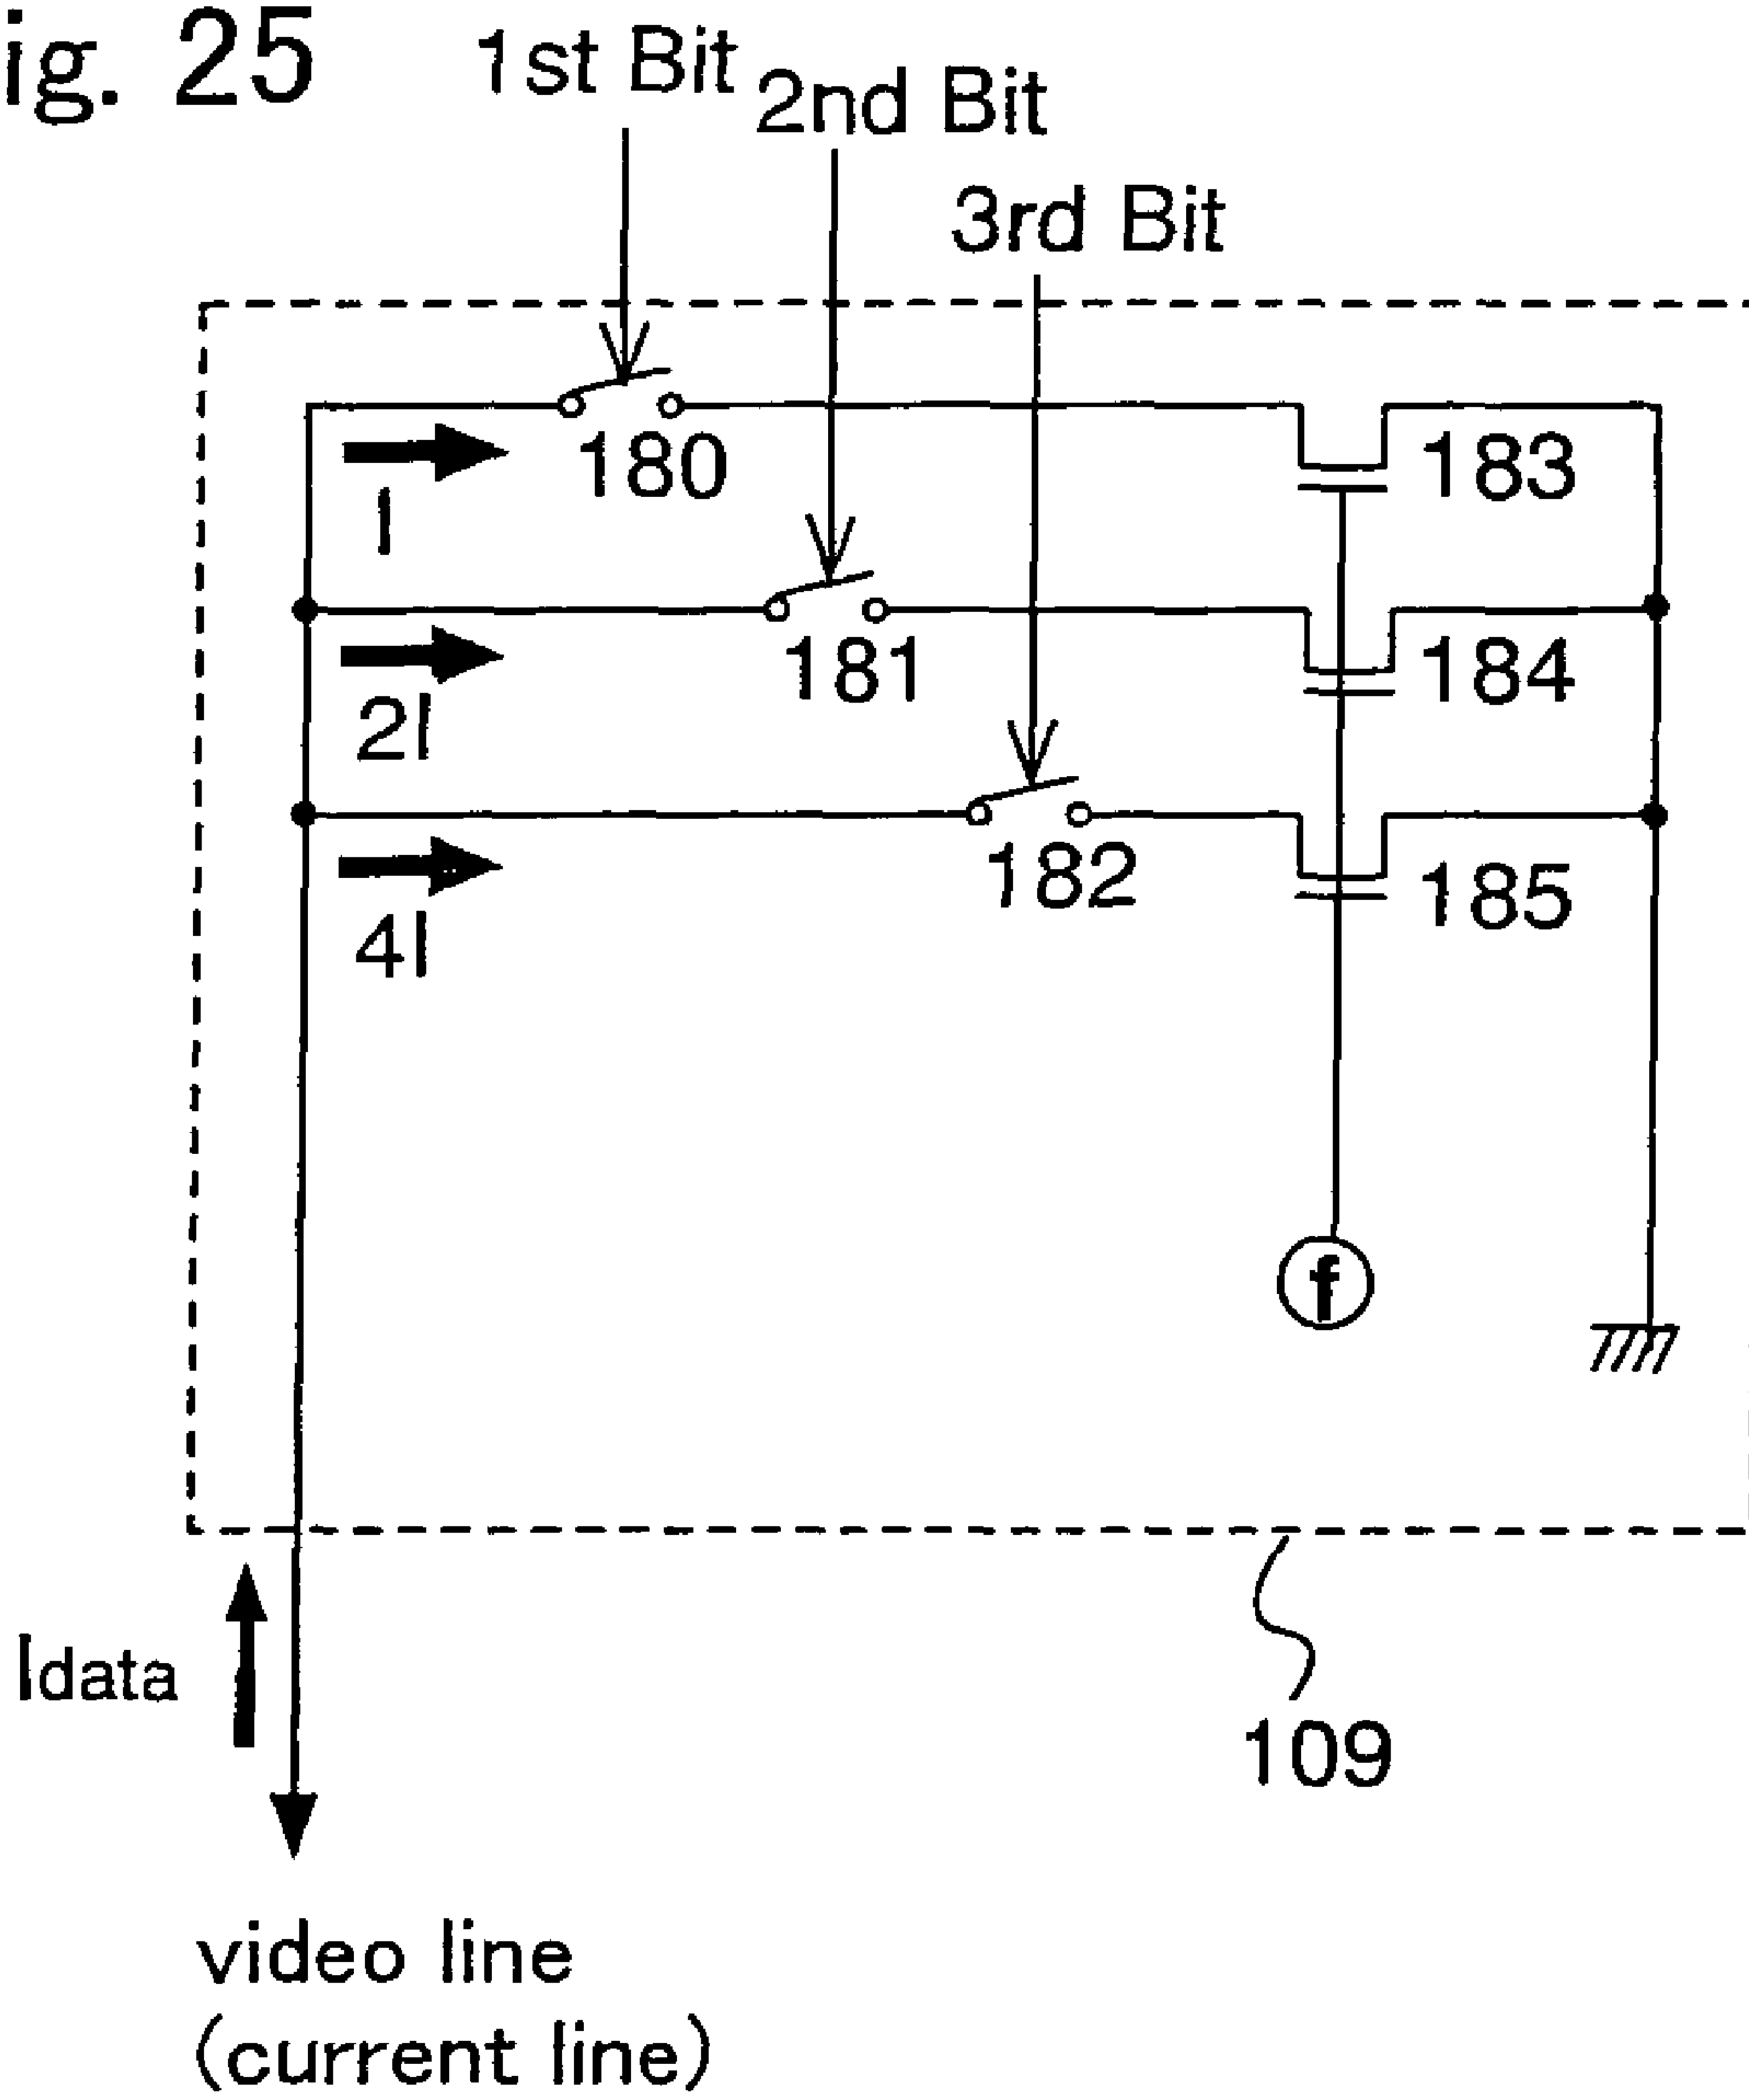 ig. 25
1st Bit
2nd Bit
3rd Bit
180
183
I
181
184
2I
182
185
4I
f
Idata
109
video line
(current line)